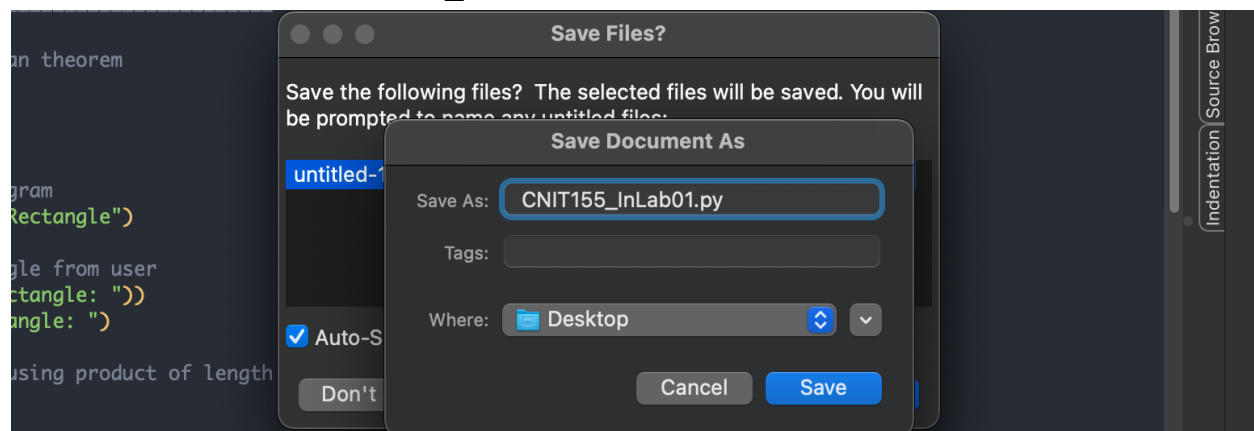 Save Files?
an theorem
Save the following files?  The selected files will be saved. You will
be prompted to name any untitled files:
Save Document As
untitled-1
gram
Rectangle")
Save As: CNIT155_InLab01.py
Tags:
gle from user
ctangle: "))
angle: ")
Where: Desktop
Auto-S
using product of length
Don't
Cancel
Save
Source Brow
Indentation